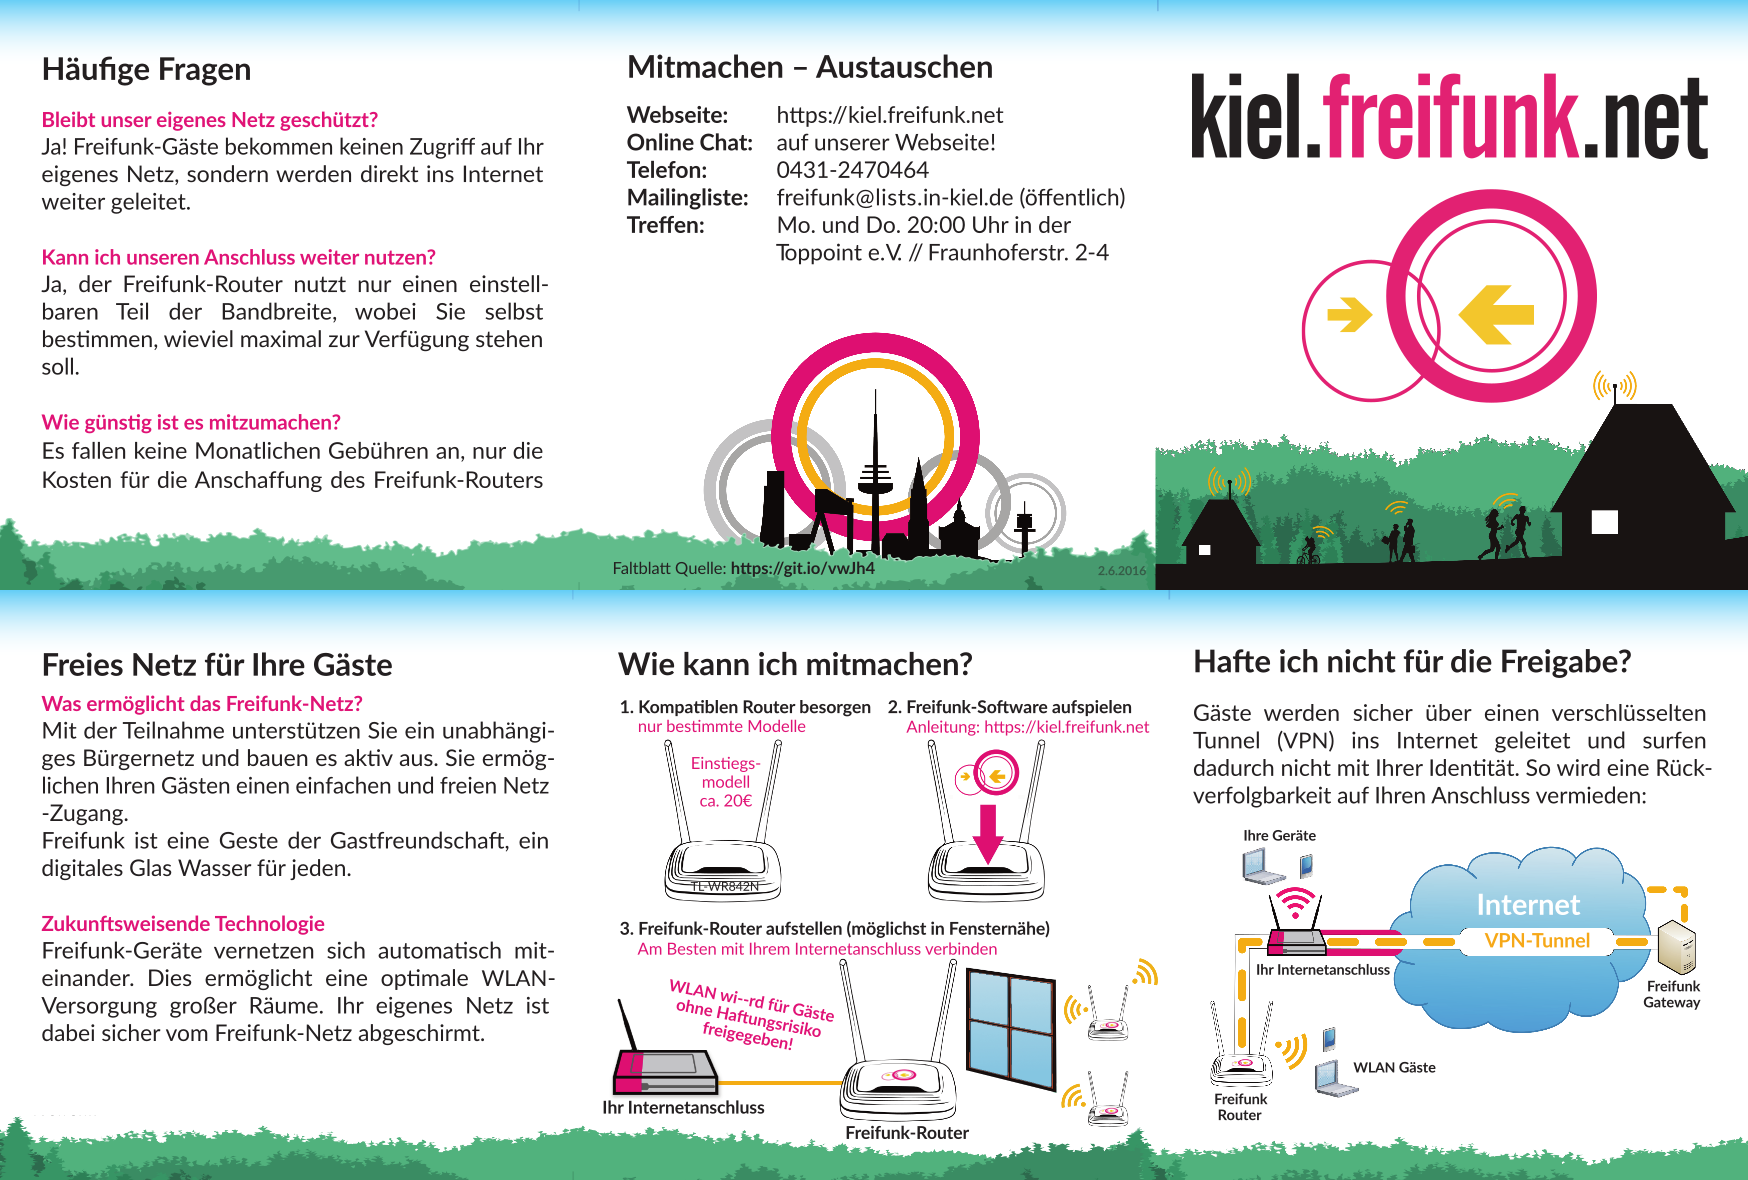 Häufige Fragen
Bleibt unser eigenes Netz geschützt?
Ja! Freifunk-Gäste bekommen keinen Zugriff auf Ihr
eigenes Netz, sondern werden direkt ins Internet
weiter geleitet.
Kann ich unseren Anschluss weiter nutzen?
Ja, der Freifunk-Router nutzt nur einen einstell-
baren Teil der Bandbreite, wobei Sie selbst
bestimmen, wieviel maximal zur Verfügung stehen
soll.
Wie günstig ist es mitzumachen?
Es fallen keine Monatlichen Gebühren an, nur die
Kosten für die Anschaffung des Freifunk-Routers
Mitmachen – Austauschen
Webseite: https://kiel.freifunk.net
Online Chat: auf unserer Webseite!
Telefon: 0431-2470464
Mailingliste: freifunk@lists.in-kiel.de (öffentlich)
Treffen: Mo. und Do. 20:00 Uhr in der
Toppoint e.V. // Fraunhoferstr. 2-4
Faltblatt Quelle: https://git.io/vwJh4
2.6.2016
kiel.freifunk.net
Freies Netz für Ihre Gäste
Was ermöglicht das Freifunk-Netz?
Mit der Teilnahme unterstützen Sie ein unabhängi-
ges Bürgernetz und bauen es aktiv aus. Sie ermög-
lichen Ihren Gästen einen einfachen und freien Netz
-Zugang.
Freifunk ist eine Geste der Gastfreundschaft, ein
digitales Glas Wasser für jeden.
Zukunftsweisende Technologie
Freifunk-Geräte vernetzen sich automatisch mit-
einander. Dies ermöglicht eine optimale WLAN-
Versorgung großer Räume. Ihr eigenes Netz ist
dabei sicher vom Freifunk-Netz abgeschirmt.
Wie kann ich mitmachen?
1. Kompatiblen Router besorgen
nur bestimmte Modelle
Einstiegs-
modell
ca. 20€
TL-WR842N
2. Freifunk-Software aufspielen
Anleitung: https://kiel.freifunk.net
3. Freifunk-Router aufstellen (möglichst in Fensternähe)
Am Besten mit Ihrem Internetanschluss verbinden
WLAN wi--rd für Gäste
ohne Haftungsrisiko
freigegeben!
Ihr Internetanschluss
Freifunk-Router
Hafte ich nicht für die Freigabe?
Gäste werden sicher über einen verschlüsselten
Tunnel (VPN) ins Internet geleitet und surfen
dadurch nicht mit Ihrer Identität. So wird eine Rück-
verfolgbarkeit auf Ihren Anschluss vermieden:
Ihre Geräte
Internet
VPN-Tunnel
Ihr Internetanschluss
Freifunk
Gateway
WLAN Gäste
Freifunk
Router